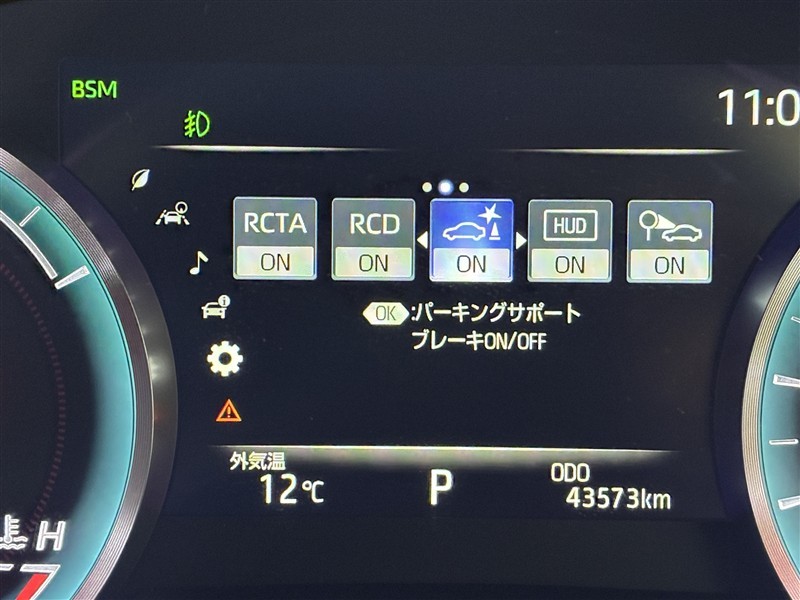 BSM
11:0
RCTA
RCD
HUD
ON
ON
ON
ON
ON
OK :パーキングサポート
ブレーキON/OFF
外気温
12℃
P
ODO
43573km
H